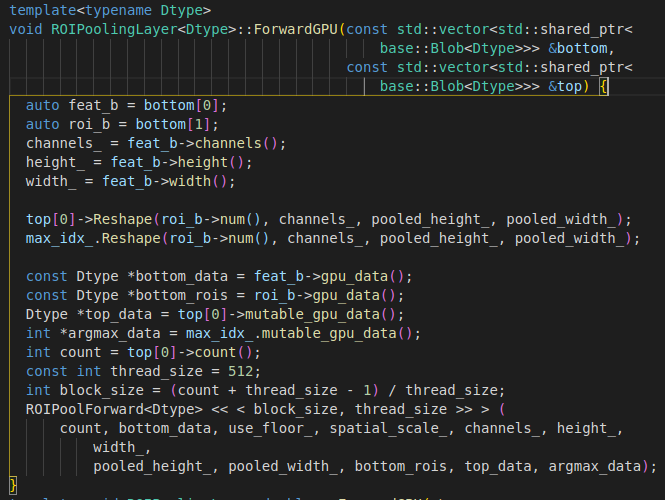 template<typename Dtype>
void ROIPoolingLayer<Dtype>::ForwardGPU(const std::vector<std::shared_ptr<
base::Blob<Dtype>>> &bottom,
const std::vector<std::shared_ptr<
base::Blob<Dtype>>> &top) {
auto feat_b = bottom[0];
auto roi_b = bottom[1];
channels_ = feat_b->channels();
height_ = feat_b->height();
width_ = feat_b->width();
top[0]->Reshape(roi_b->num(), channels_, pooled_height_, pooled_width_);
max_idx_.Reshape(roi_b->num(), channels_, pooled_height_, pooled_width_);
const Dtype *bottom_data = feat_b->gpu_data();
const Dtype *bottom_rois = roi_b->gpu_data();
Dtype *top_data = top[0]->mutable_gpu_data();
int *argmax_data = max_idx_.mutable_gpu_data();
int count = top[0]->count();
const int thread_size = 512;
int block_size = (count + thread_size - 1) / thread_size;
ROIPoolForward<Dtype> << < block_size, thread_size >> > (
count, bottom_data, use_floor_, spatial_scale_, channels_, height_,
width_,
pooled_height_, pooled_width_, bottom_rois, top_data, argmax_data);
}